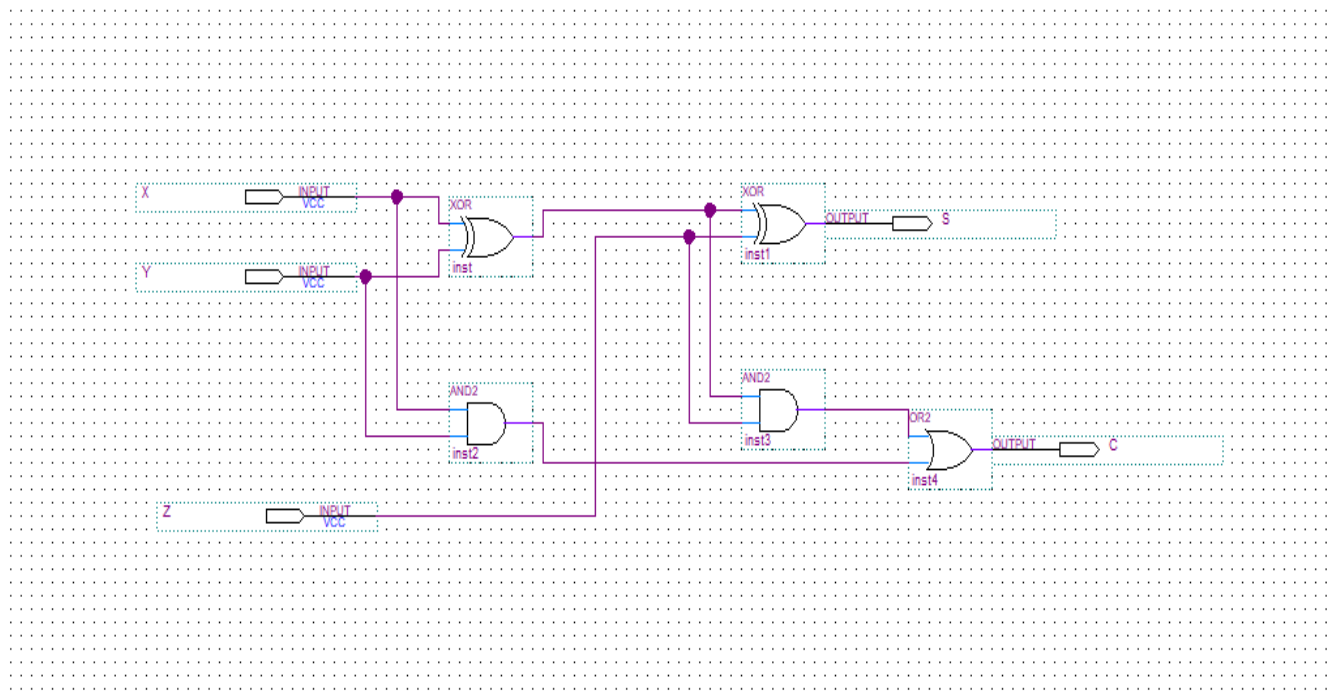 X
INPUT
VCC
XOR
inst
Y
INPUT
VCC
XOR
inst1
OUTPUT
S
AND2
inst2
AND2
inst3
OR2
inst4
OUTPUT
C
Z
INPUT
VCC